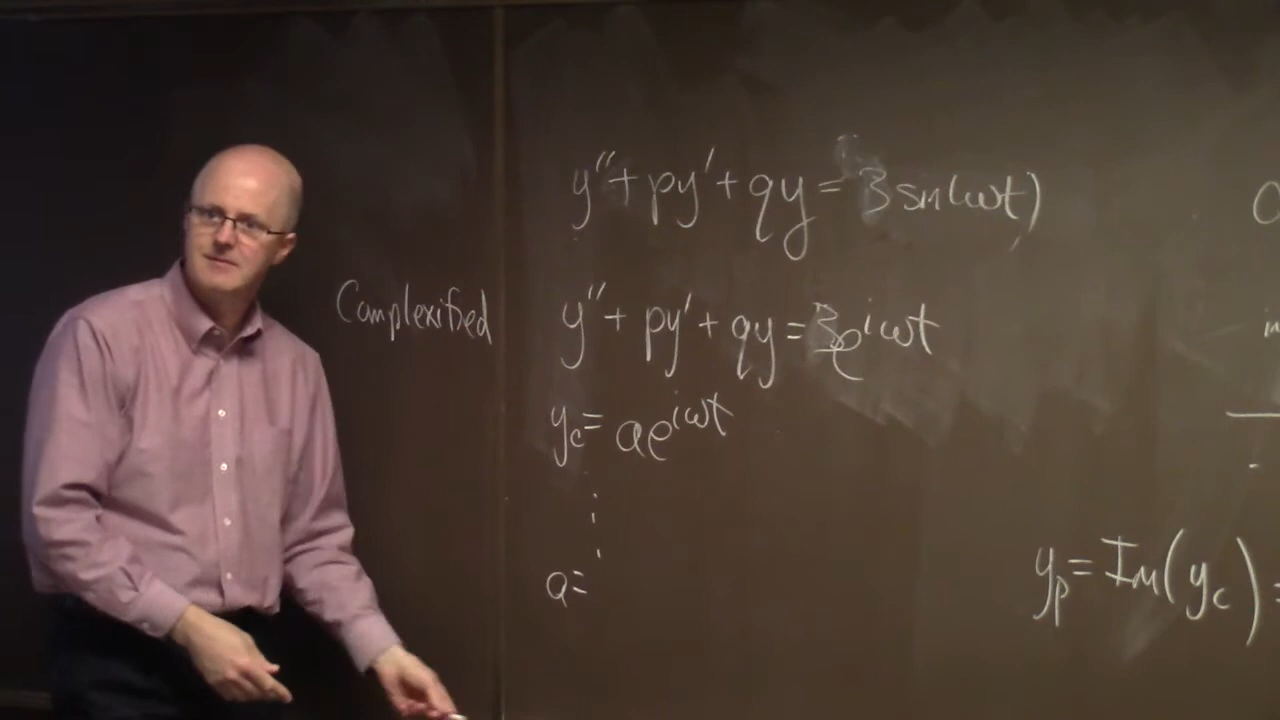 y'' + py' + qy = 3 sin(ωt)
Complexified y'' + py' + qy = 3e^{iωt}
y_c = ae^{iωt}
⋮
a =
y_p = Im(y_c) =